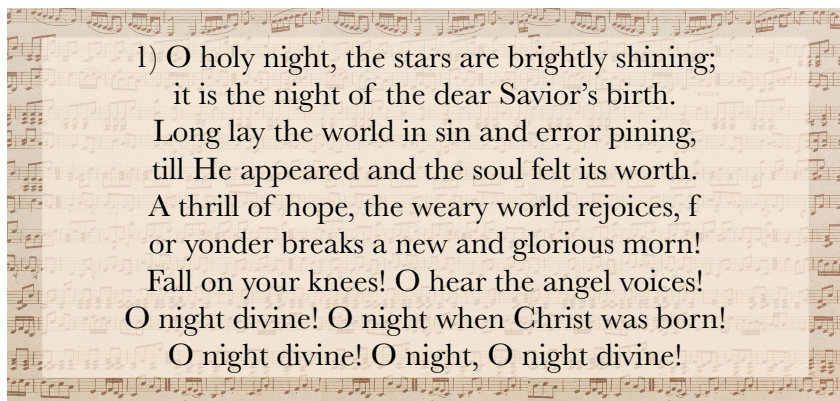 1) O holy night, the stars are brightly shining;
it is the night of the dear Savior’s birth.
Long lay the world in sin and error pining,
till He appeared and the soul felt its worth.
A thrill of hope, the weary world rejoices, f
or yonder breaks a new and glorious morn!
Fall on your knees! O hear the angel voices!
O night divine! O night when Christ was born!
O night divine! O night, O night divine!